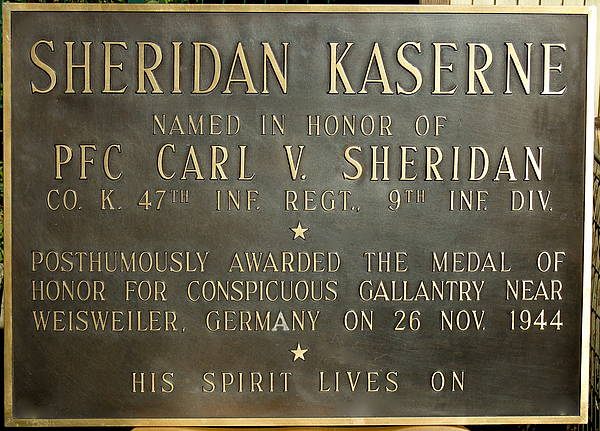 SHERIDAN KASERNE
NAMED IN HONOR OF
PFC CARL V. SHERIDAN
CO. K. 47TH INF. REGT., 9TH INF. DIV.
POSTHUMOUSLY AWARDED THE MEDAL OF
HONOR FOR CONSPICUOUS GALLANTRY NEAR
WEISWEILER, GERMANY ON 26 NOV. 1944
HIS SPIRIT LIVES ON